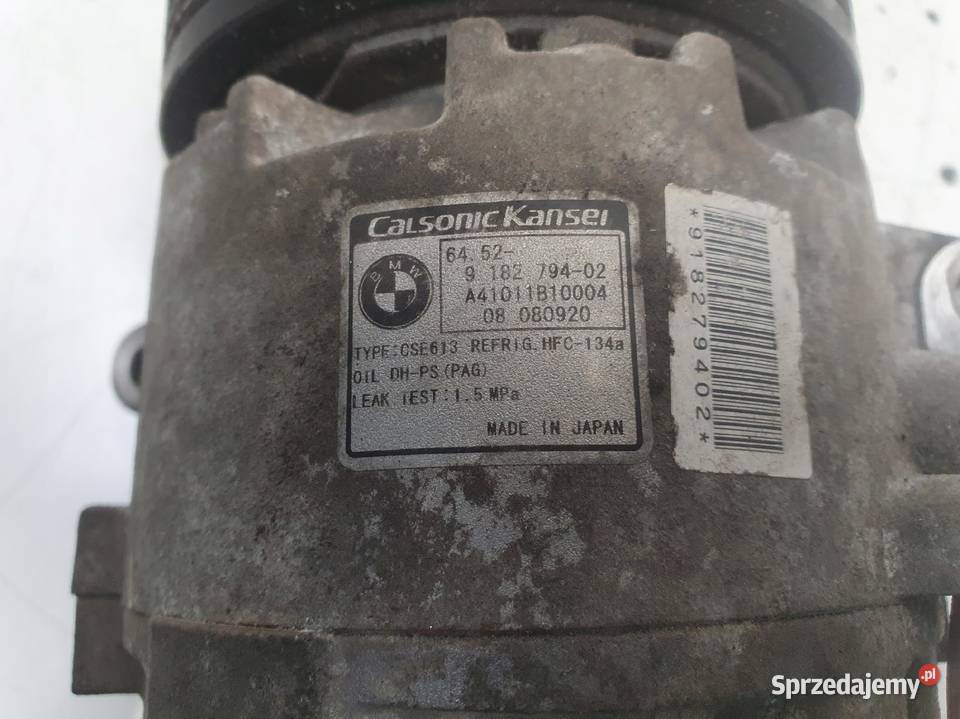 Calsonic Kansei
BMW
64.52-
9 182 794-02
A41011B10004
08 080920
TYPE:CSE613 REFRIG.HFC-134a
OIL DH-PS(PAG)
LEAK TEST:1.5 MPa
MADE IN JAPAN
*918279402*
Sprzedajemy.pl